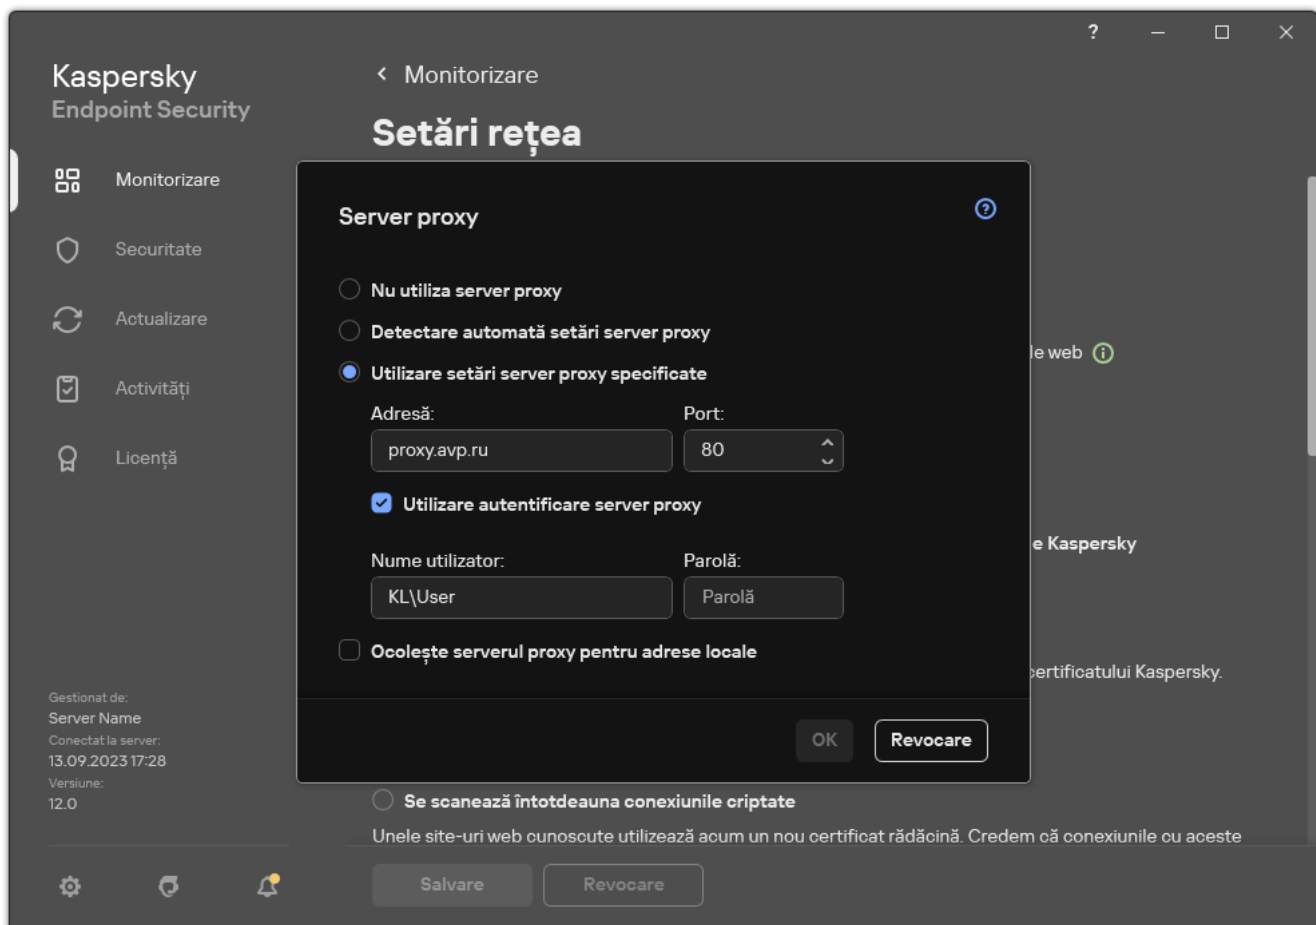 ?
Kaspersky
Endpoint Security
Monitorizare
Securitate
Actualizare
Activități
Licență
Gestionat de:
Server Name
Conectat la server:
13.09.2023 17:28
Versiune:
12.0
Monitorizare
Setări rețea
Server proxy
?
Nu utiliza server proxy
Detectare automată setări server proxy
Utilizare setări server proxy specificate
Adresă: Port:
proxy.avp.ru 80
Utilizare autentificare server proxy
Nume utilizator: Parolă:
KL\User Parolă
Ocolește serverul proxy pentru adrese locale
OK Revocare
le web
e Kaspersky
certificatului Kaspersky.
Se scanează întotdeauna conexiunile criptate
Unele site-uri web cunoscute utilizează acum un nou certificat rădăcină. Credem că conexiunile cu aceste
Salvare Revocare